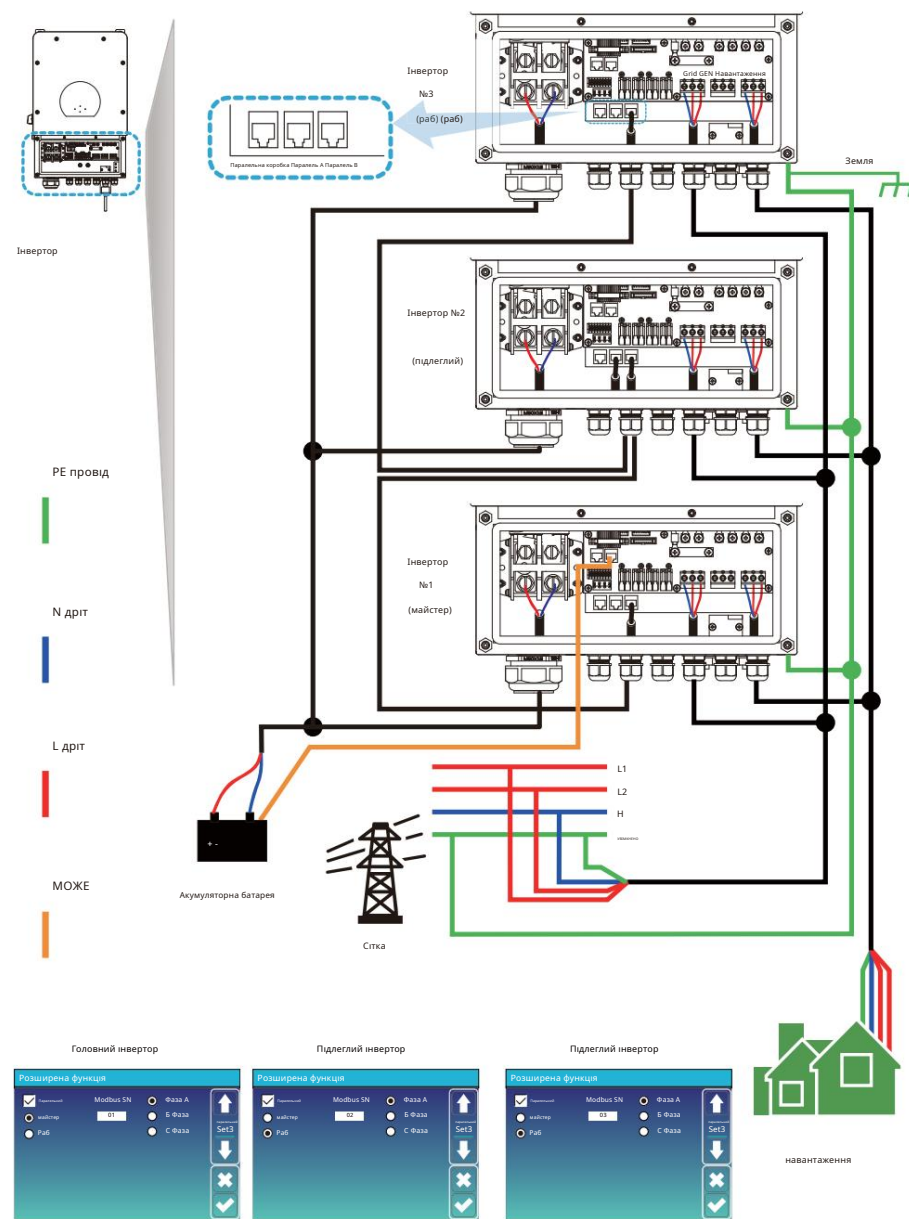 Інвертор
№3
(раб) (раб)
Grid GEN Навантаження
Паралельна коробка Паралель А Паралель В
Земля
Інвертор
Інвертор №2
(підлеглий)
PE провід
Інвертор
№1
(майстер)
N дріт
L дріт
L1
L2
Н
+ -
МОЖЕ
Акумуляторна батарея
Сітка
Головний інвертор
Підлеглий інвертор
Підлеглий інвертор
Розширена функція
Паралельний
Modbus SN
Фаза А
майстер
01
Б Фаза
Раб
С Фаза
Set3
Розширена функція
Паралельний
Modbus SN
Фаза А
майстер
02
Б Фаза
Раб
С Фаза
Set3
Розширена функція
Паралельний
Modbus SN
Фаза А
майстер
03
Б Фаза
Раб
С Фаза
Set3
навантаження